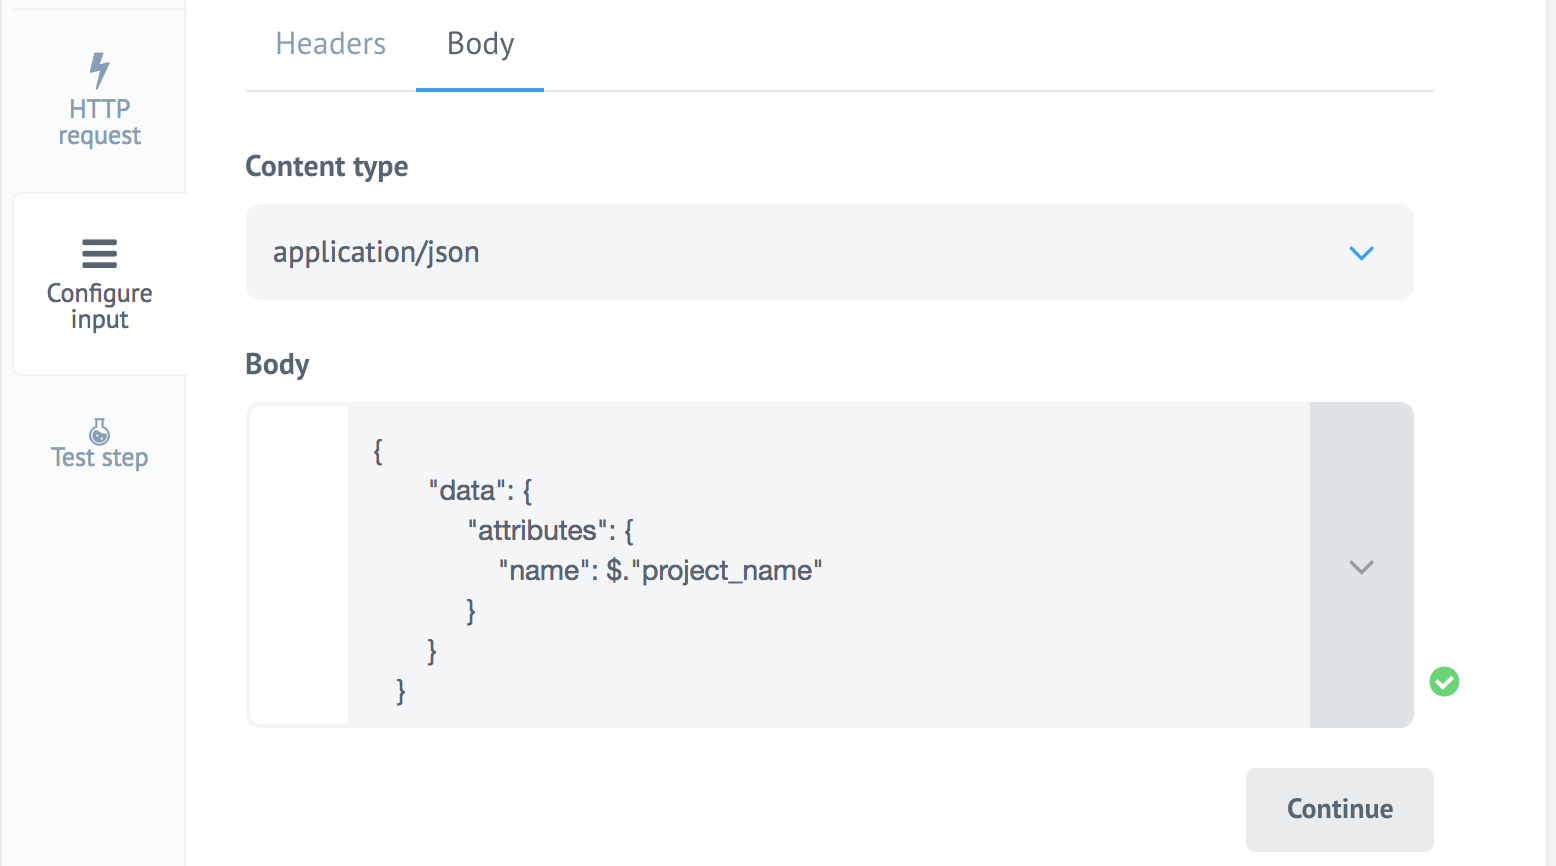 HTTP
request
Configure
input
Test step
Headers
Body
Content type
application/json
Body
{
"data": {
"attributes": {
"name": $."project_name"
}
}
}
Continue